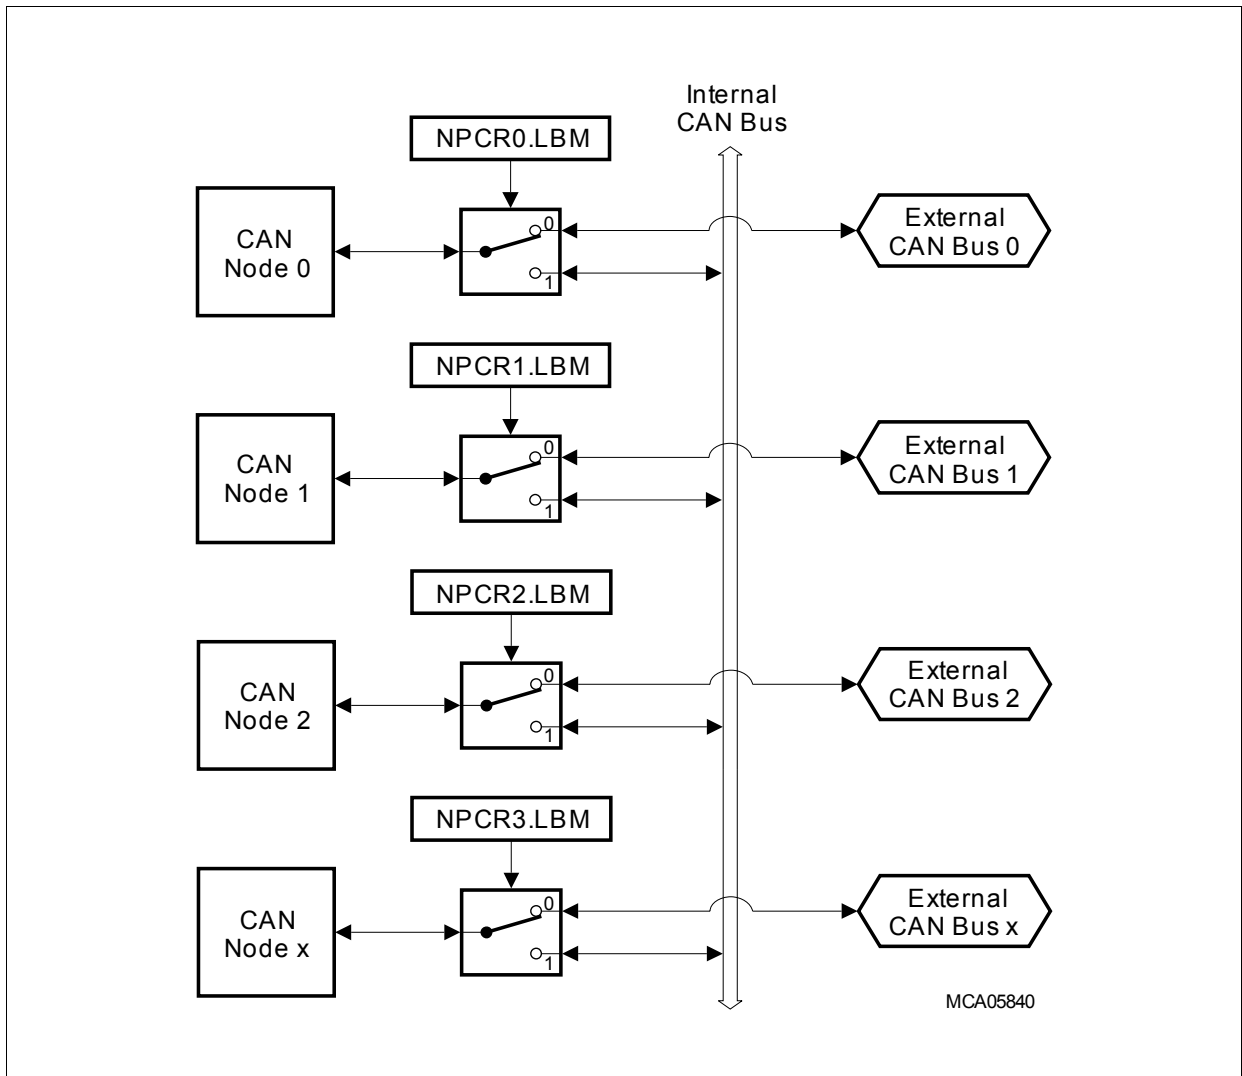 Internal
CAN Bus
NPCR0.LBM
CAN
Node 0
0
1
External
CAN Bus 0
NPCR1.LBM
CAN
Node 1
0
1
External
CAN Bus 1
NPCR2.LBM
CAN
Node 2
0
1
External
CAN Bus 2
NPCR3.LBM
CAN
Node x
0
1
External
CAN Bus x
MCA05840